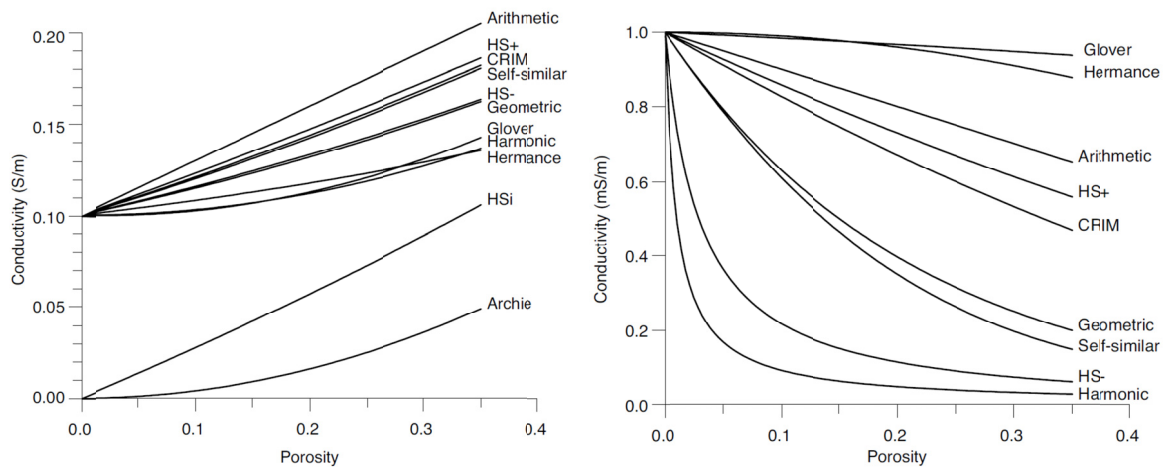 Arithmetic
0.20
HS+
CRIM
Self-similar
HS-
Geometric
0.15
Glover
Harmonic
Hermance
0.10
HSi
0.05
Archie
0.00
0.0 0.1 0.2 0.3 0.4
Porosity
Conductivity (S/m)
1.0
Glover
Hermance
0.8
Arithmetic
0.6
HS+
CRIM
0.4
Geometric
0.2
Self-similar
HS-
Harmonic
0.0
0.0 0.1 0.2 0.3 0.4
Porosity
Conductivity (mS/m)